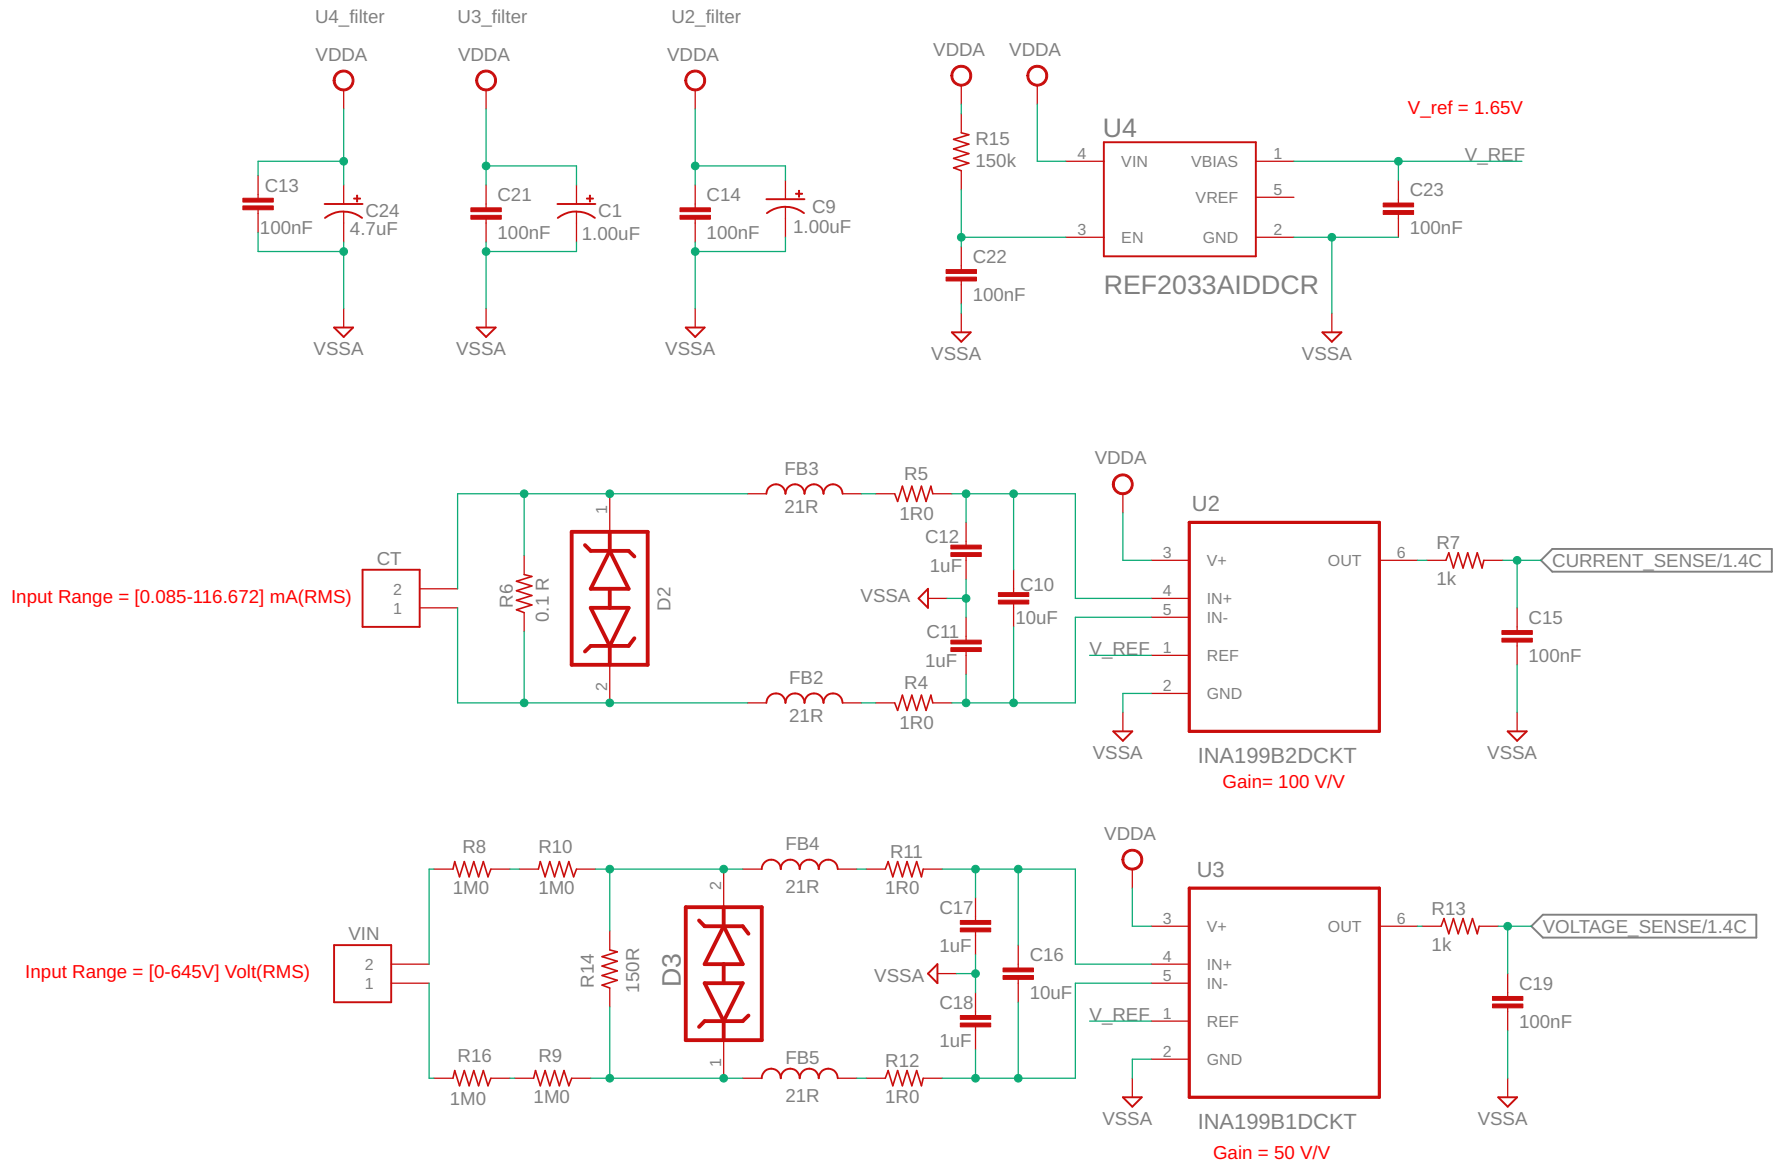 U4_filter
U3_filter
U2_filter
VDDA
VDDA
VDDA
C13
100nF
C24
4.7uF
C21
100nF
C1
1.00uF
C14
100nF
C9
1.00uF
VSSA
VSSA
VSSA
VDDA
VDDA
V_ref = 1.65V
R15
150k
U4
4
VIN
VBIAS
1
V_REF
VREF
5
C23
100nF
3
EN
GND
2
C22
100nF
REF2033AIDDCR
VSSA
VSSA
Input Range = [0.085-116.672] mA(RMS)
CT
2
1
R6
0.1 R
1
D2
2
FB3
21R
R5
1R0
C12
1uF
VSSA
C10
10uF
C11
1uF
FB2
21R
R4
1R0
VDDA
U2
3
V+
OUT
6
4
IN+
5
IN-
V_REF
1
REF
2
GND
VSSA
INA199B2DCKT
Gain= 100 V/V
R7
1k
CURRENT_SENSE/1.4C
C15
100nF
VSSA
Input Range = [0-645V] Volt(RMS)
VIN
2
1
R8
1M0
R10
1M0
R16
1M0
R9
1M0
R14
150R
2
D3
1
FB4
21R
R11
1R0
C17
1uF
VSSA
C16
10uF
C18
1uF
FB5
21R
R12
1R0
VDDA
U3
3
V+
OUT
6
4
IN+
5
IN-
V_REF
1
REF
2
GND
VSSA
INA199B1DCKT
Gain = 50 V/V
R13
1k
VOLTAGE_SENSE/1.4C
C19
100nF
VSSA